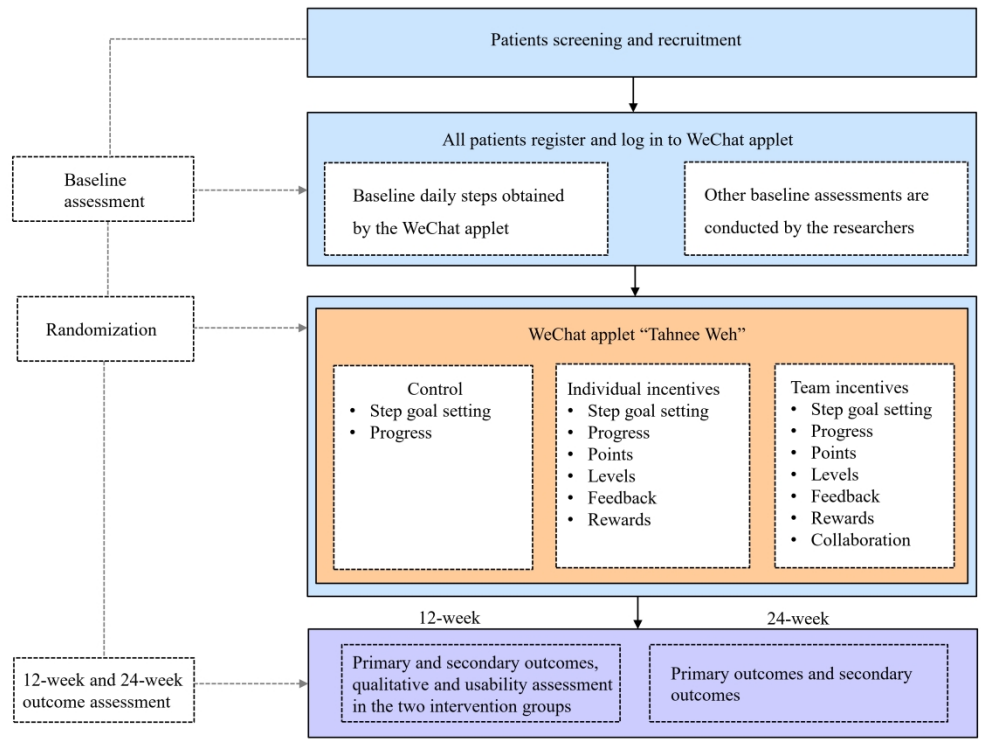 Patients screening and recruitment
All patients register and log in to WeChat applet
Baseline
assessment
Baseline daily steps obtained
by the WeChat applet
Other baseline assessments are
conducted by the researchers
Randomization
WeChat applet “Tahnee Weh”
Control
• Step goal setting
• Progress
Individual incentives
• Step goal setting
• Progress
• Points
• Levels
• Feedback
• Rewards
Team incentives
• Step goal setting
• Progress
• Points
• Levels
• Feedback
• Rewards
• Collaboration
12-week
24-week
12-week and 24-week
outcome assessment
Primary and secondary outcomes,
qualitative and usability assessment
in the two intervention groups
Primary outcomes and secondary
outcomes